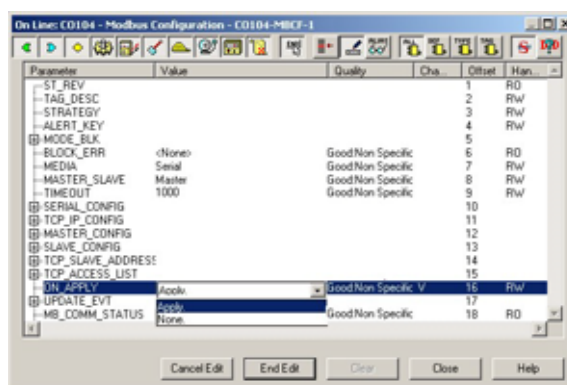 On Line: CO104 - Modbus Configuration - CO104-MBCF-1
Parameter Value Quality Cha... Offset Han...
ST_REV 1 RO
TAG_DESC 2 RW
STRATEGY 3 RW
ALERT_KEY 4 RW
MODE_BLK 5
BLOCK_ERR <None> Good:Non Specific 6 RO
MEDIA Serial Good:Non Specific 7 RW
MASTER_SLAVE Master Good:Non Specific 8 RW
TIMEOUT 1000 Good:Non Specific 9 RW
SERIAL_CONFIG 10
TCP_IP_CONFIG 11
MASTER_CONFIG 12
SLAVE_CONFIG 13
TCP_SLAVE_ADDRESS 14
TCP_ACCESS_LIST 15
ON_APPLY Apply. Good:Non Specific V 16 RW
UPDATE_EVT Apply. 17
None.
MB_COMM_STATUS Good:Non Specific 18 RO
Cancel Edit End Edit Clear Close Help